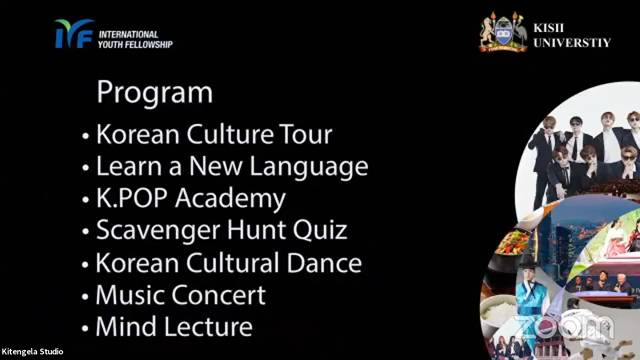 IYF INTERNATIONAL
YOUTH FELLOWSHIP
KISII
UNIVERSTIY
Program
• Korean Culture Tour
• Learn a New Language
• K.POP Academy
• Scavenger Hunt Quiz
• Korean Cultural Dance
• Music Concert
• Mind Lecture
zoom
Kitengela Studio